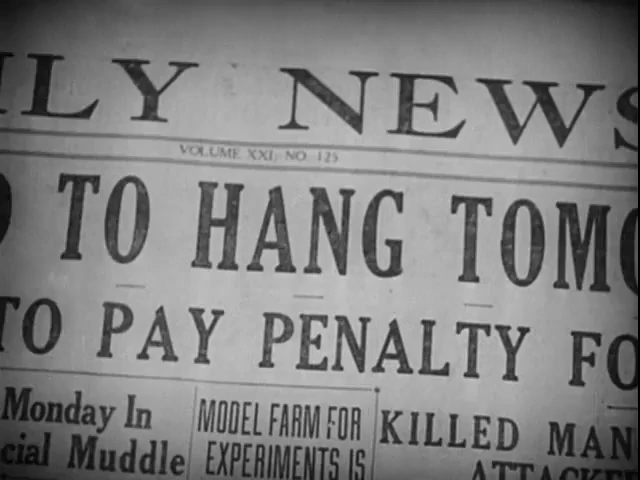 ILY NEWS
VOLUME XXI, NO. 125
TO HANG TOMO
TO PAY PENALTY FO
Monday In
cial Muddle
MODEL FARM FOR
EXPERIMENTS IS
KILLED MAN
ATTACKE